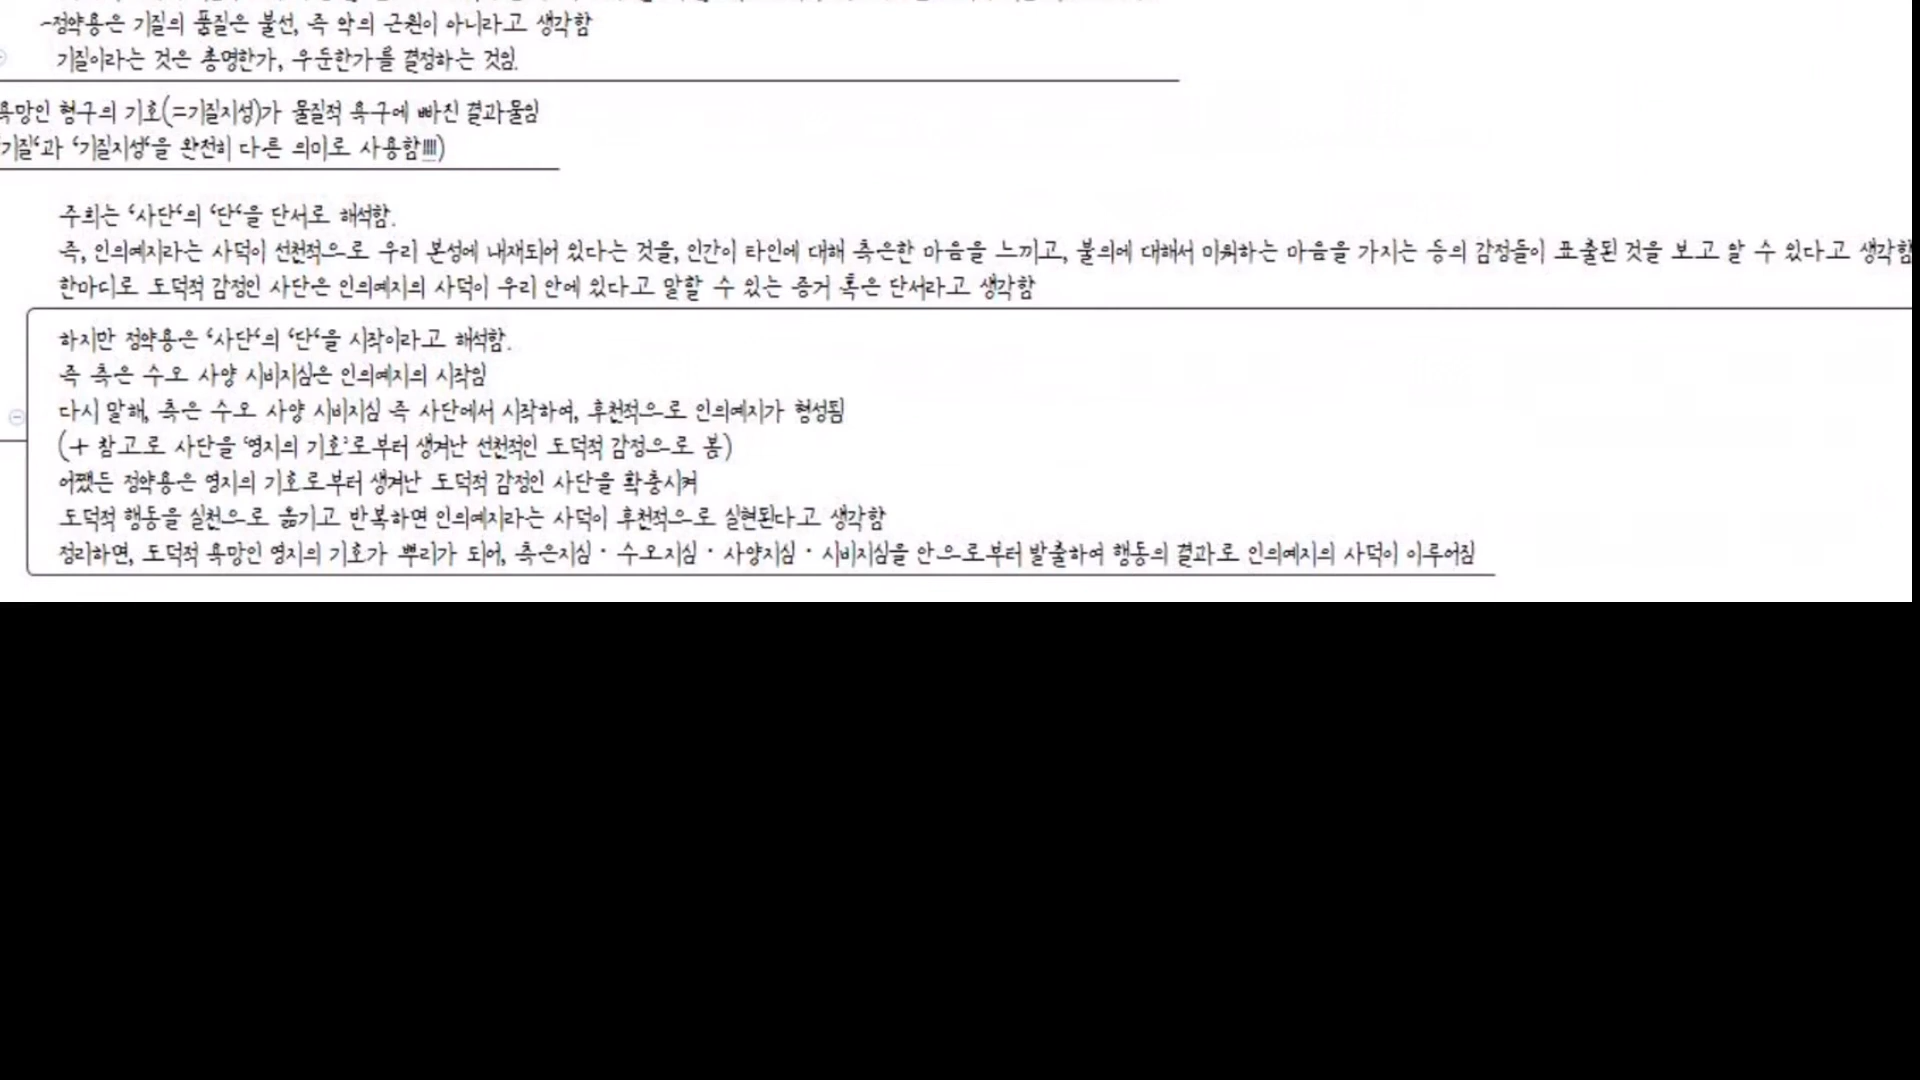 -정약용은 기질의 품질은 불선, 즉 악의 근원이 아니라고 생각함
기질이라는 것은 총명한가, 우둔한가를 결정하는 것임.
욕망인 형구의 기호(=기질지성)가 물질적 욕구에 빠진 결과물임
'기질'과 '기질지성'을 완전히 다른 의미로 사용함!!!!)
주희는 '사단'의 '단'을 단서로 해석함.
즉, 인의예지라는 사덕이 선천적으로 우리 본성에 내재되어 있다는 것을, 인간이 타인에 대해 측은한 마음을 느끼고, 불의에 대해서 미워하는 마음을 가지는 등의 감정들이 표출된 것을 보고 알 수 있다고 생각함
한마디로 도덕적 감정인 사단은 인의예지의 사덕이 우리 안에 있다고 말할 수 있는 증거 혹은 단서라고 생각함
하지만 정약용은 '사단'의 '단'을 시작이라고 해석함.
즉 측은 수오 사양 시비지심은 인의예지의 시작임
다시 말해, 측은 수오 사양 시비지심 즉 사단에서 시작하여, 후천적으로 인의예지가 형성됨
(+ 참고로 사단을 '영지의 기호'로부터 생겨난 선천적인 도덕적 감정으로 봄)
어쨌든 정약용은 영지의 기호로부터 생겨난 도덕적 감정인 사단을 확충시켜
도덕적 행동을 실천으로 옮기고 반복하면 인의예지라는 사덕이 후천적으로 실현된다고 생각함
정리하면, 도덕적 욕망인 영지의 기호가 뿌리가 되어, 측은지심 · 수오지심 · 사양지심 · 시비지심을 안으로부터 발출하여 행동의 결과로 인의예지의 사덕이 이루어짐